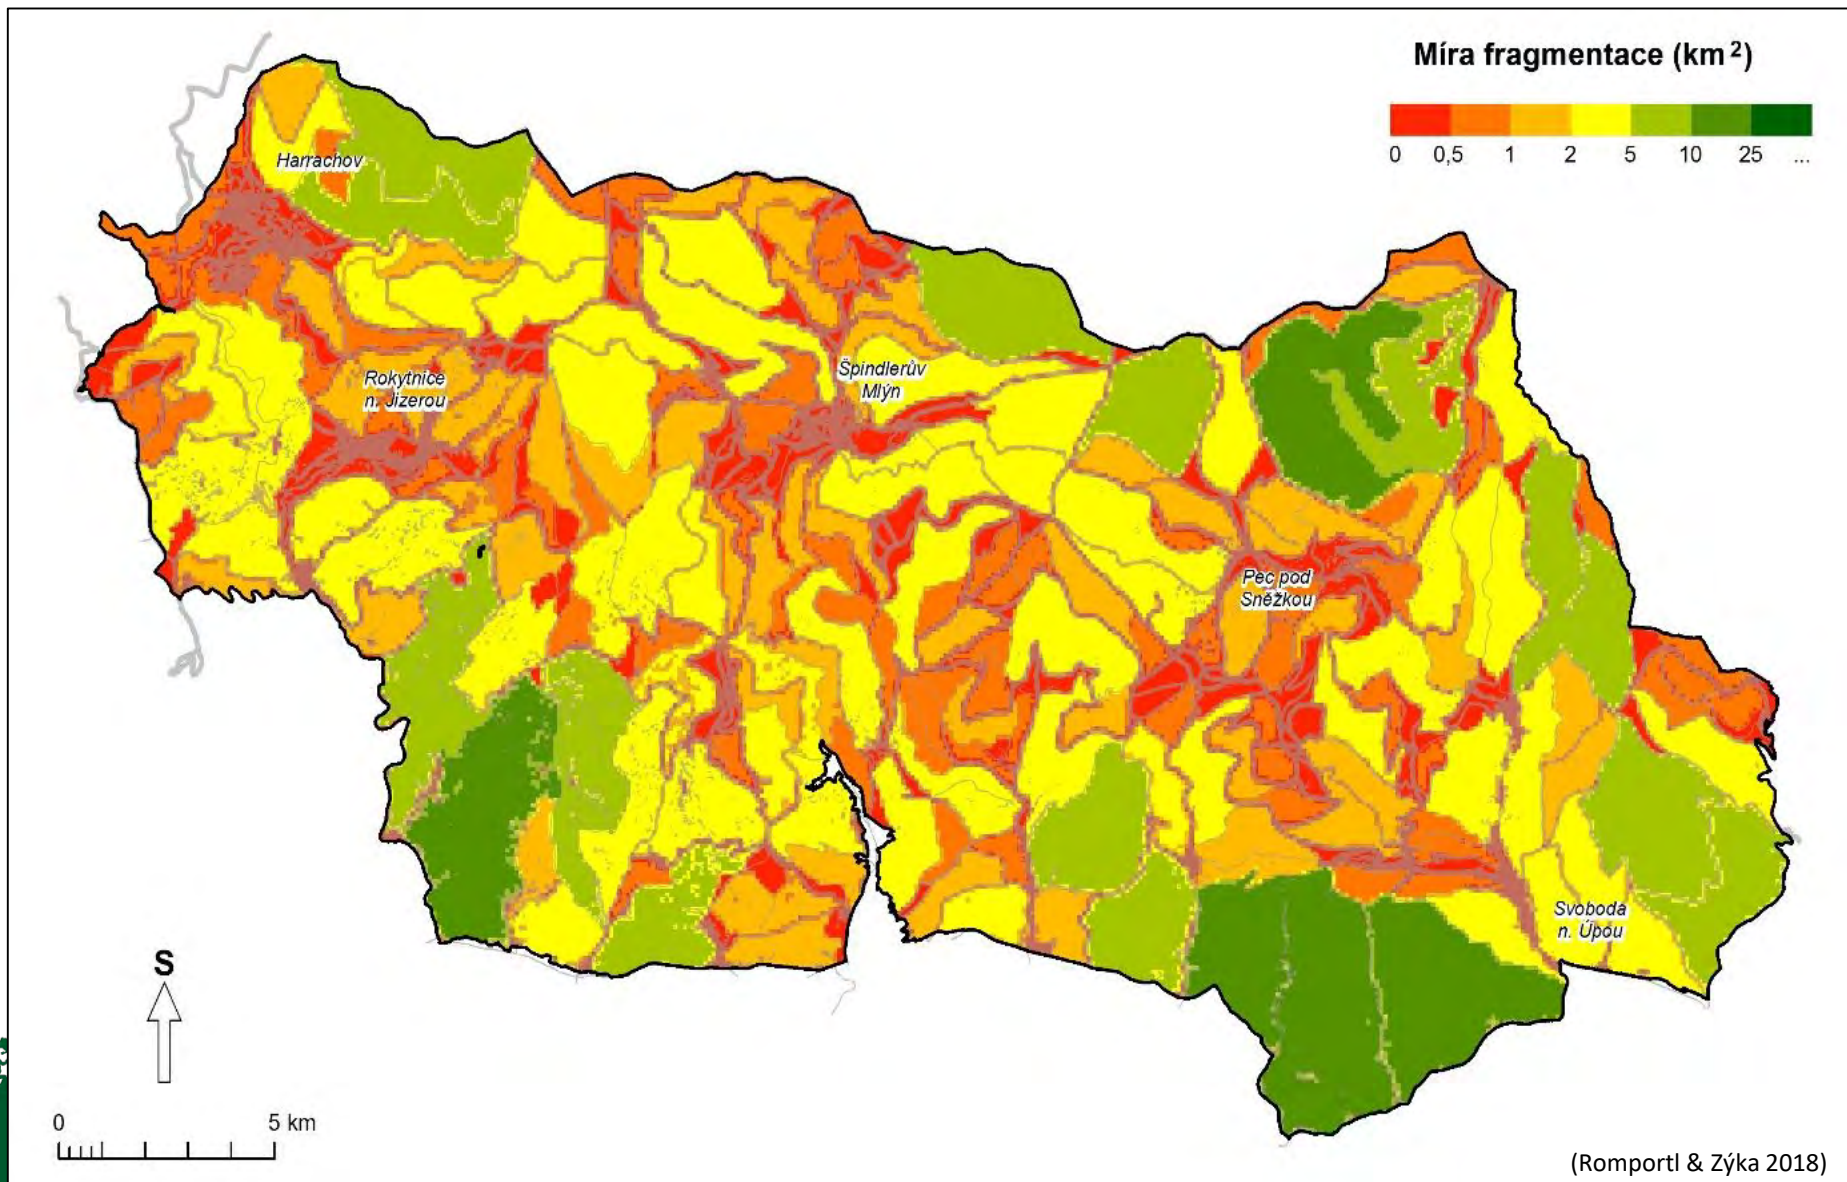 Míra fragmentace (km²)
0 0,5 1 2 5 10 25 ...
Harrachov
Rokytnice
n. Jizerou
Špindlerův
Mlýn
Pec pod
Sněžkou
Svoboda
n. Úpou
S
0 5 km
(Romportl & Zýka 2018)